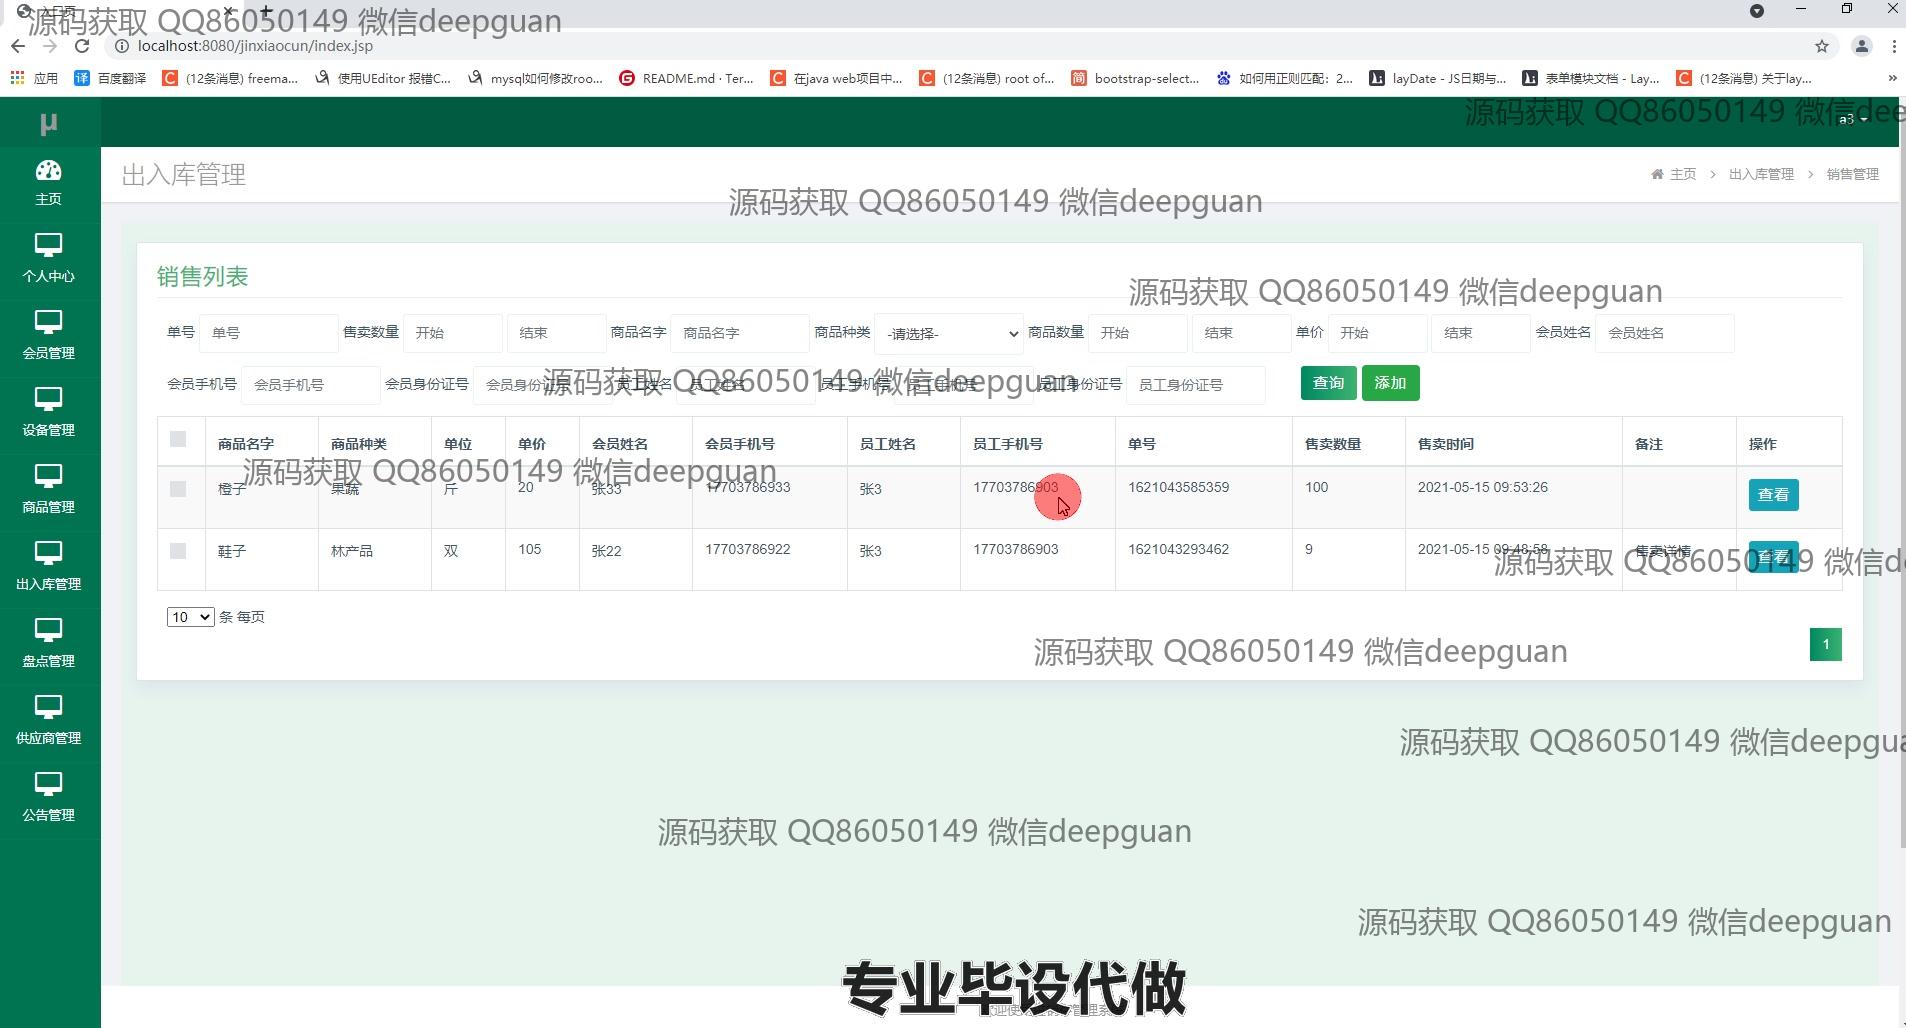 入口页
源码获取 QQ86050149 微信deepguan
localhost:8080/jinxiaocun/index.jsp
应用 百度翻译 (12条消息) freema... 使用UEditor 报错C... mysql如何修改roo... README.md · Ter... 在java web项目中... (12条消息) root of... bootstrap-select... 如何用正则匹配：2... layDate - JS日期与... 表单模块文档 - Lay... (12条消息) 关于lay... »
μ
源码获取 QQ86050149 微信dee
a3
主页
出入库管理
主页 > 出入库管理 > 销售管理
源码获取 QQ86050149 微信deepguan
个人中心
销售列表
源码获取 QQ86050149 微信deepguan
单号 单号 售卖数量 开始 结束 商品名字 商品名字 商品种类 -请选择- 商品数量 开始 结束 单价 开始 结束 会员姓名 会员姓名
会员管理
会员手机号 会员手机号 会员身份证号 会员身份证号 员工姓名 员工姓名 员工手机号 员工手机号 员工身份证号 员工身份证号 查询 添加
源码获取 QQ86050149 微信deepguan
设备管理
商品名字 商品种类 单位 单价 会员姓名 会员手机号 员工姓名 员工手机号 单号 售卖数量 售卖时间 备注 操作
源码获取 QQ86050149 微信deepguan
橙子 果蔬 斤 20 张33 17703786933 张3 17703786903 1621043585359 100 2021-05-15 09:53:26 查看
商品管理
鞋子 林产品 双 105 张22 17703786922 张3 17703786903 1621043293462 9 2021-05-15 09:48:58 售卖详情 查看
源码获取 QQ86050149 微信d
出入库管理
10 条 每页
1
源码获取 QQ86050149 微信deepguan
盘点管理
供应商管理
源码获取 QQ86050149 微信deepgua
公告管理
源码获取 QQ86050149 微信deepguan
源码获取 QQ86050149 微信deepguan
专业毕设代做